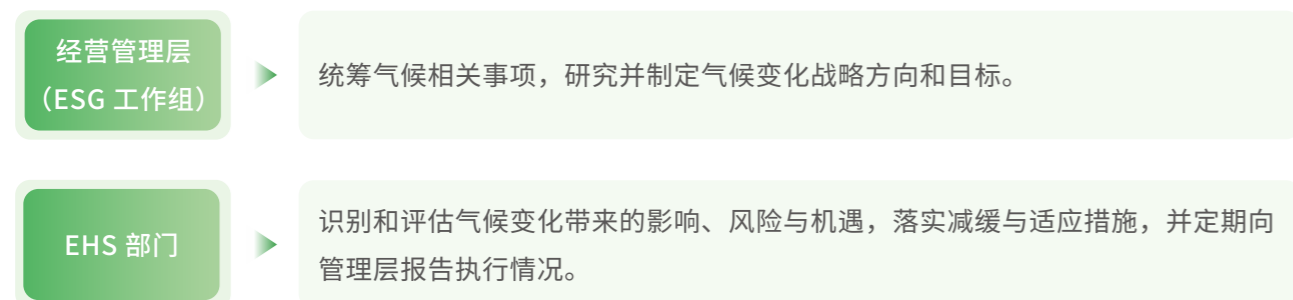 经营管理层
（ESG 工作组）
统筹气候相关事项，研究并制定气候变化战略方向和目标。
EHS 部门
识别和评估气候变化带来的影响、风险与机遇，落实减缓与适应措施，并定期向
管理层报告执行情况。